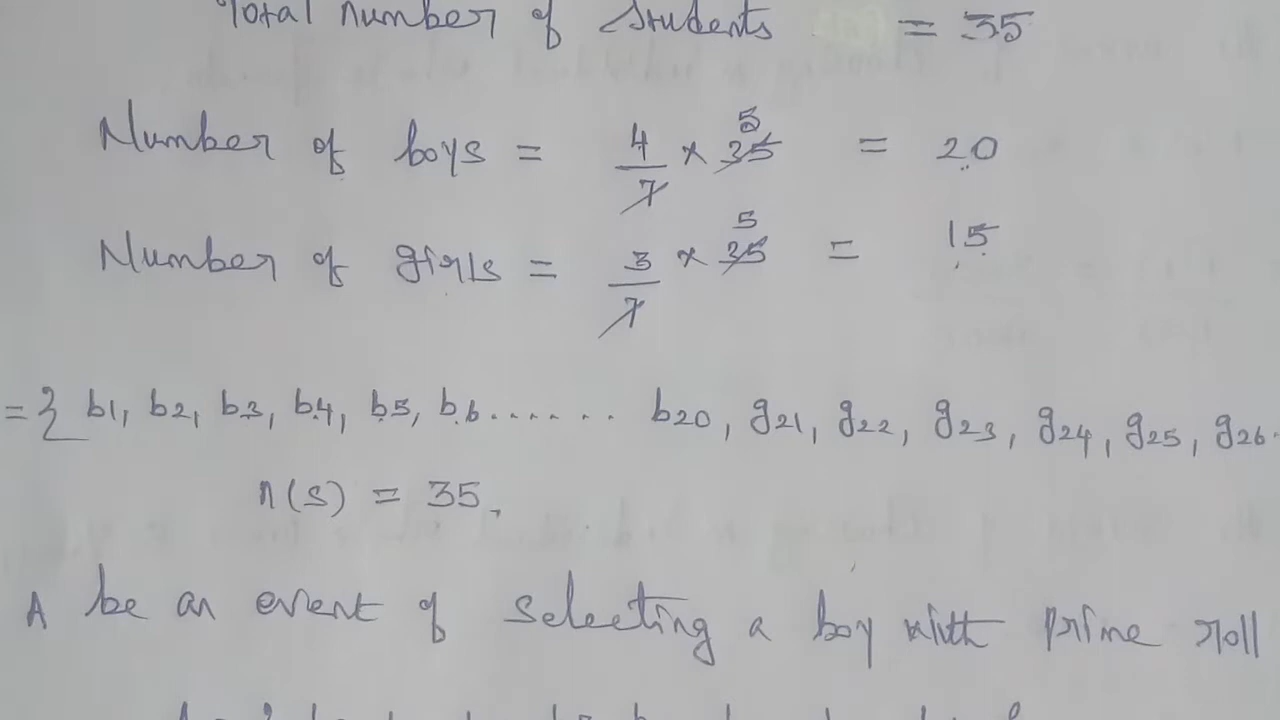 Total number of students = 35
Number of boys = 4/7 × 35 5 = 20
Number of girls = 3/7 × 35 5 = 15
= { b1, b2, b3, b4, b5, b6 ....... b20, g21, g22, g23, g24, g25, g26.
n(s) = 35.
A be an event of selecting a boy with prime roll